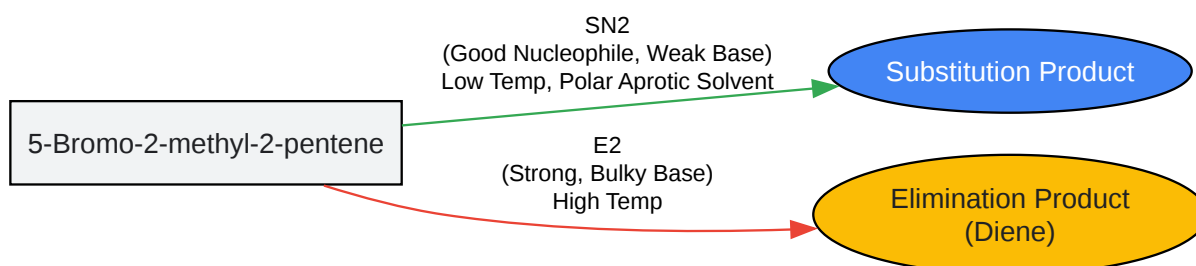 SN2
(Good Nucleophile, Weak Base)
Low Temp, Polar Aprotic Solvent
Substitution Product
5-Bromo-2-methyl-2-pentene
E2
(Strong, Bulky Base)
High Temp
Elimination Product
(Diene)